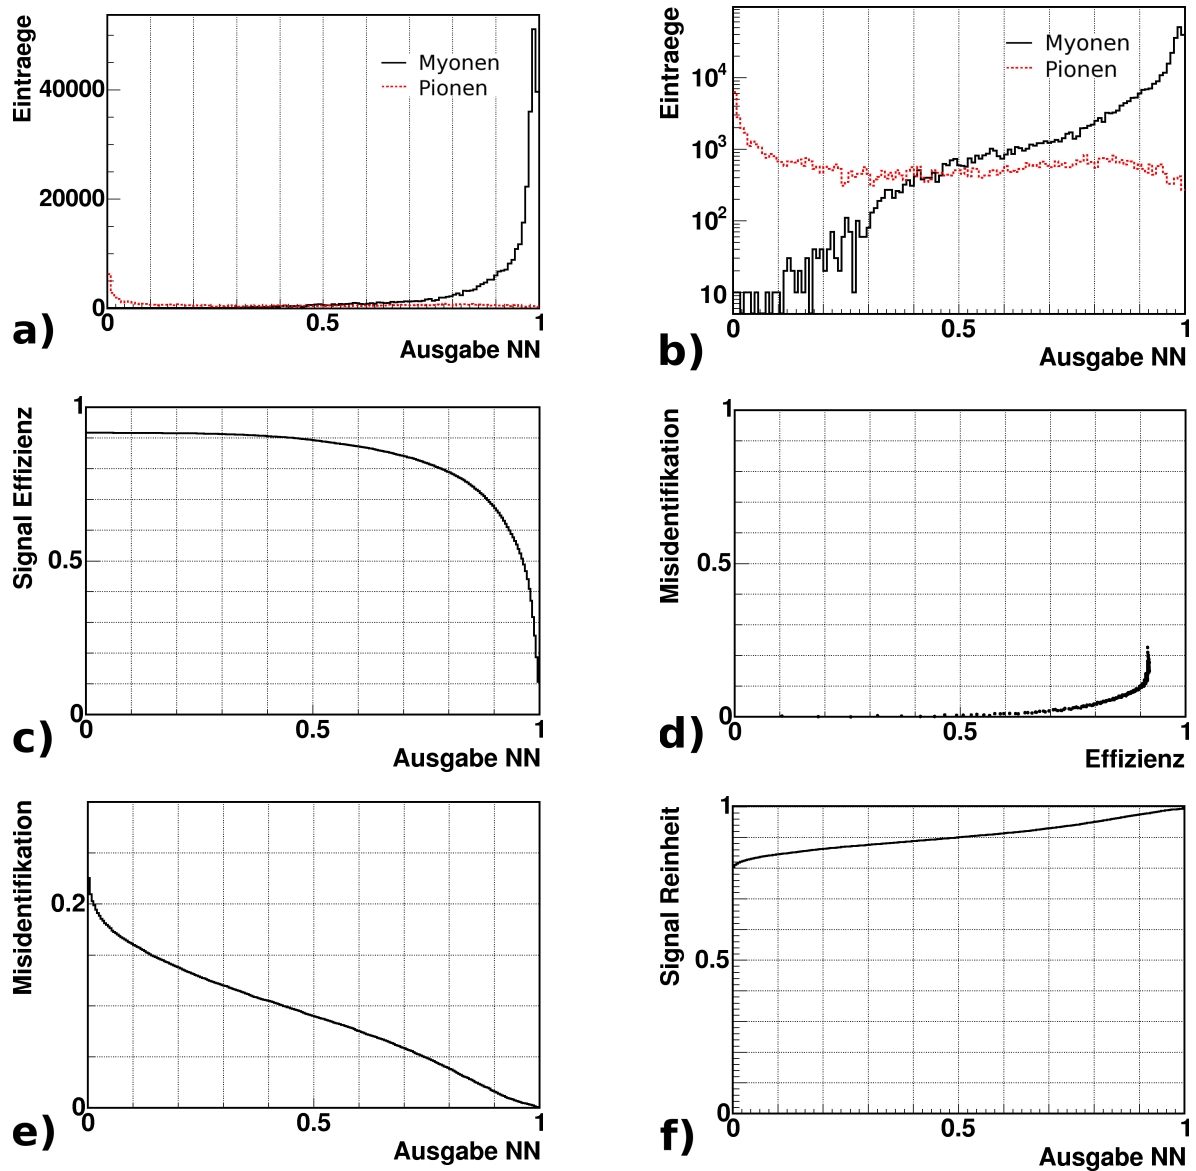 Eintraege
40000
20000
0
0
0.5
1
Myonen
Pionen
Ausgabe NN
a)
Eintraege
10⁴
10³
10²
10
0
0.5
1
Myonen
Pionen
Ausgabe NN
b)
Signal Effizienz
1
0.5
0
0
0.5
1
Ausgabe NN
c)
Misidentifikation
1
0.5
0
0
0.5
1
Effizienz
d)
Misidentifikation
0.2
0
0
0.5
1
Ausgabe NN
e)
Signal Reinheit
1
0.5
0
0
0.5
1
Ausgabe NN
f)